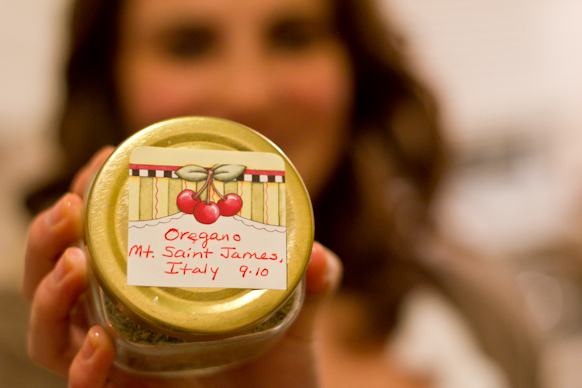 Oregano
Mt. Saint James,
Italy 9.10